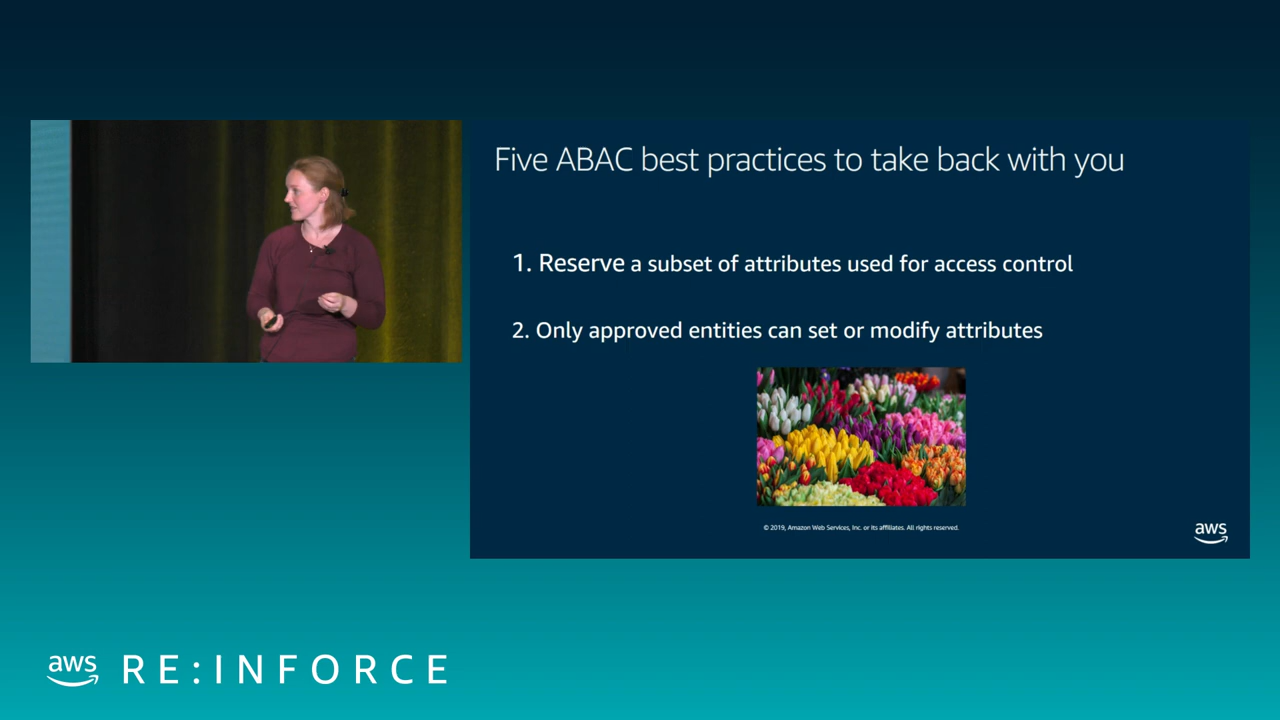 Five ABAC best practices to take back with you
1. Reserve a subset of attributes used for access control
2. Only approved entities can set or modify attributes
© 2019, Amazon Web Services, Inc. or its affiliates. All rights reserved.
aws
aws RE:INFORCE